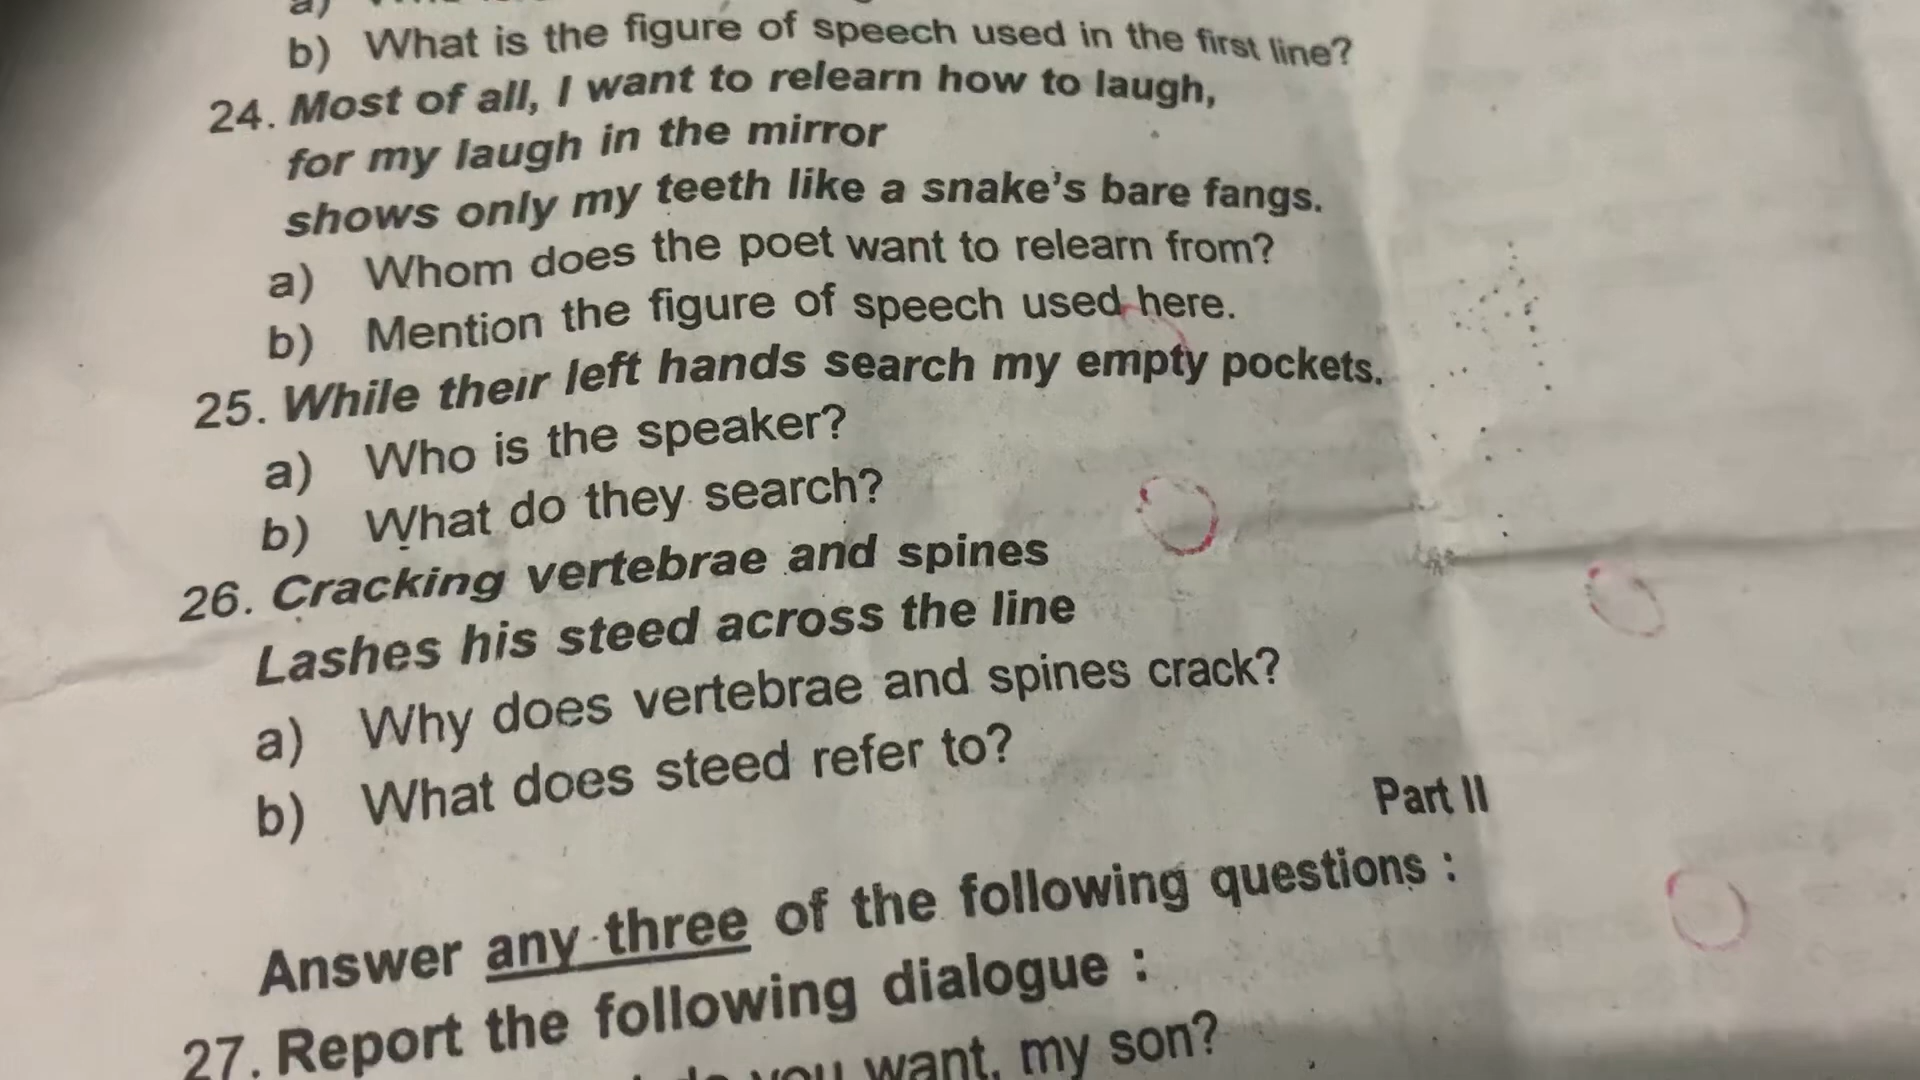 a)
b) What is the figure of speech used in the first line?
24. Most of all, I want to relearn how to laugh,
for my laugh in the mirror
shows only my teeth like a snake's bare fangs.
a) Whom does the poet want to relearn from?
b) Mention the figure of speech used here.
25. While their left hands search my empty pockets.
a) Who is the speaker?
b) What do they search?
26. Cracking vertebrae and spines
Lashes his steed across the line
a) Why does vertebrae and spines crack?
b) What does steed refer to?
Part II
Answer any three of the following questions :
27. Report the following dialogue :
do you want, my son?